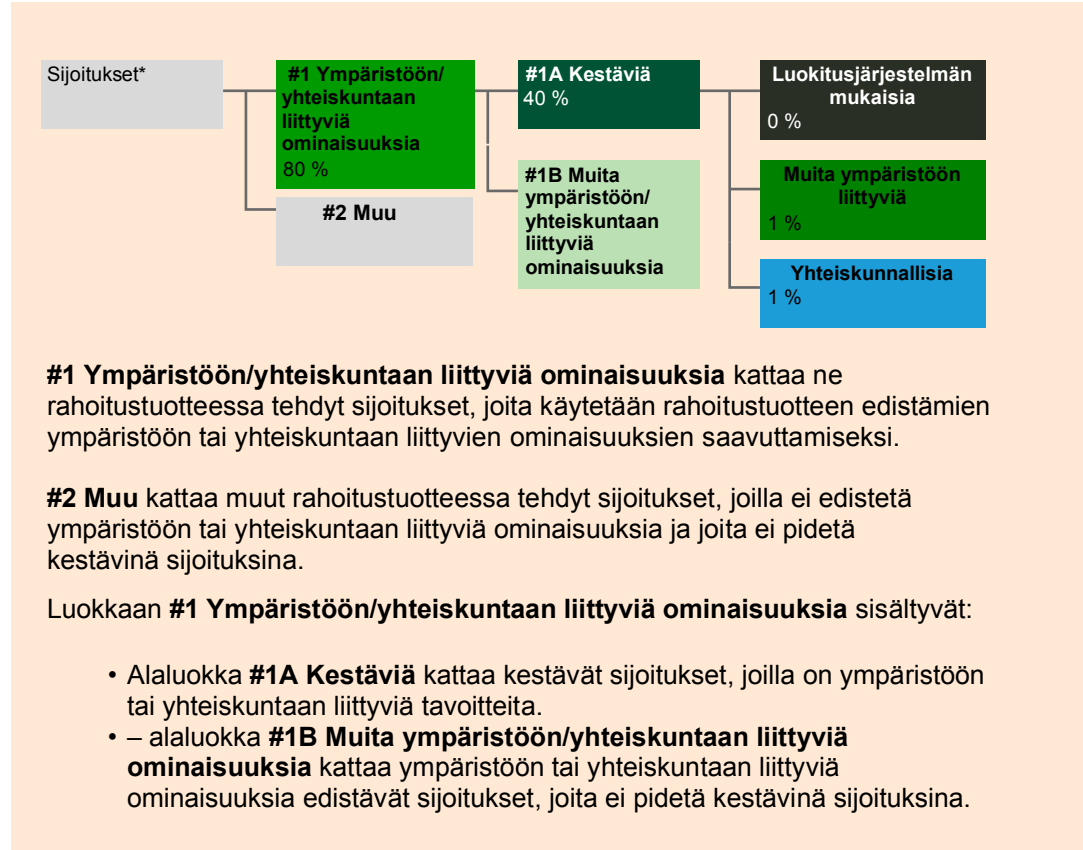 Sijoitukset*
#1 Ympäristöön/
yhteiskuntaan
liittyviä
ominaisuuksia
80 %
#2 Muu
#1A Kestäviä
40 %
#1B Muita
ympäristöön/
yhteiskuntaan
liittyviä
ominaisuuksia
Luokitusjärjestelmän
mukaisia
0 %
Muita ympäristöön
liittyviä
1 %
Yhteiskunnallisia
1 %
#1 Ympäristöön/yhteiskuntaan liittyviä ominaisuuksia kattaa ne
rahoitustuotteessa tehdyt sijoitukset, joita käytetään rahoitustuotteen edistämien
ympäristöön tai yhteiskuntaan liittyvien ominaisuuksien saavuttamiseksi.
#2 Muu kattaa muut rahoitustuotteessa tehdyt sijoitukset, joilla ei edistetä
ympäristöön tai yhteiskuntaan liittyviä ominaisuuksia ja joita ei pidetä
kestävinä sijoituksina.
Luokkaan #1 Ympäristöön/yhteiskuntaan liittyviä ominaisuuksia sisältyvät:
• Alaluokka #1A Kestäviä kattaa kestävät sijoitukset, joilla on ympäristöön
tai yhteiskuntaan liittyviä tavoitteita.
• – alaluokka #1B Muita ympäristöön/yhteiskuntaan liittyviä
ominaisuuksia kattaa ympäristöön tai yhteiskuntaan liittyviä
ominaisuuksia edistävät sijoitukset, joita ei pidetä kestävinä sijoituksina.